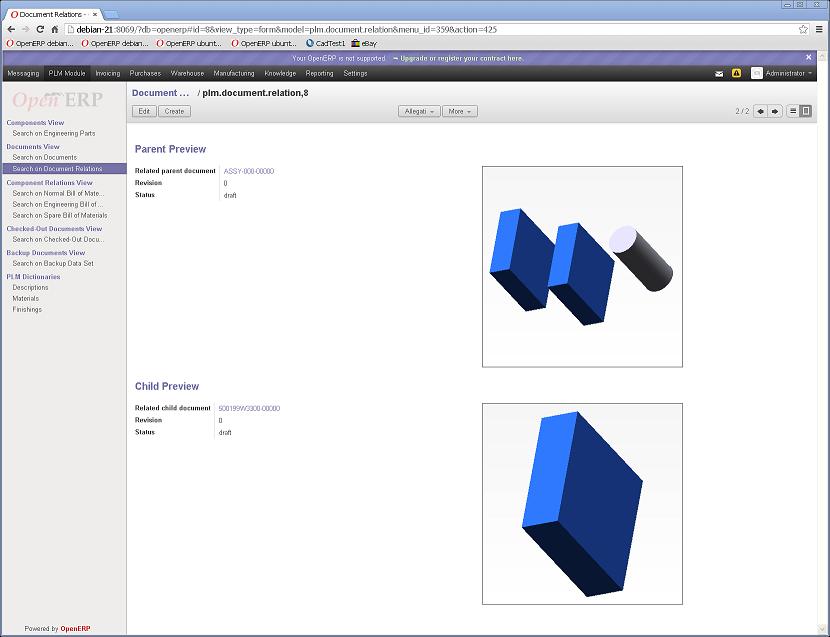 Document Relations -
debian-21:8069/?db=openerp#id=8&view_type=form&model=plm.document.relation&menu_id=359&action=425
OpenERP debian... OpenERP debian... OpenERP ubunt... OpenERP ubunt... CadTest1 eBay
Your OpenERP is not supported. Upgrade or register your contract here.
Messaging PLM Module Invoicing Purchases Warehouse Manufacturing Knowledge Reporting Settings Administrator
Open ERP
Components View
Search on Engineering Parts
Documents View
Search on Documents
Search on Document Relations
Component Relations View
Search on Normal Bill of Mate...
Search on Engineering Bill of ...
Search on Spare Bill of Materials
Checked-Out Documents View
Search on Checked-Out Docu...
Backup Documents View
Search on Backup Data Set
PLM Dictionaries
Descriptions
Materials
Finishings
Powered by OpenERP
Document ... / plm.document.relation,8
Edit Create Allegati More 2 / 2
Parent Preview
Related parent document ASSY-000-00000
Revision 0
Status draft
Child Preview
Related child document 500199W3300-00000
Revision 0
Status draft